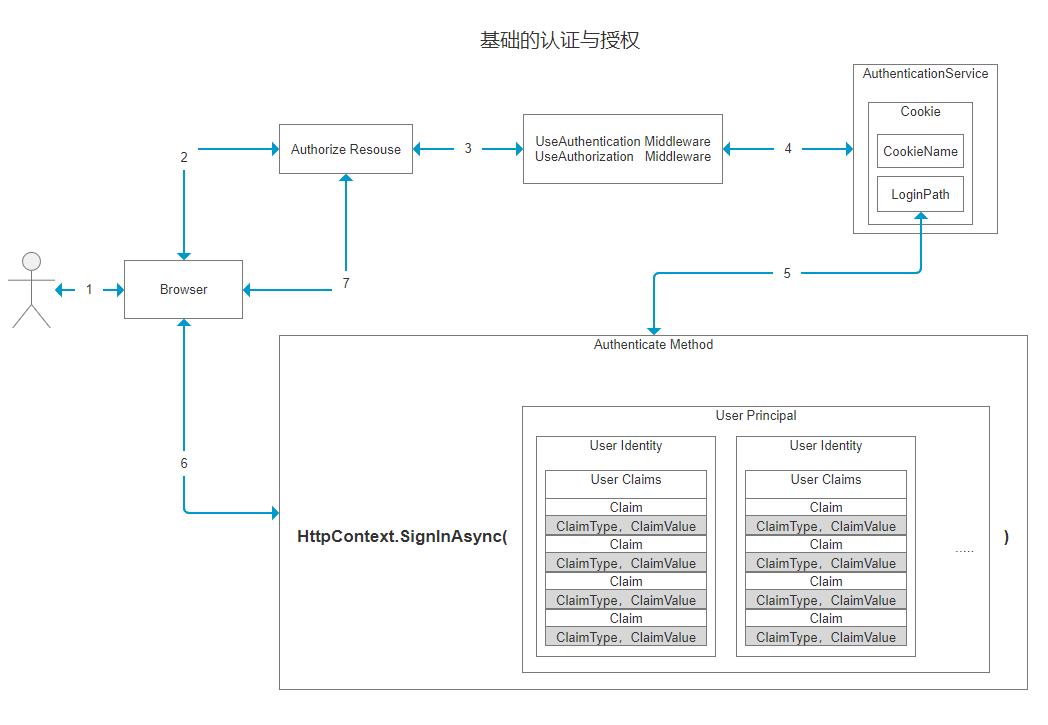 基础的认证与授权
AuthenticationService
Cookie
CookieName
LoginPath
2
Authorize Resouse
3
UseAuthentication Middleware
UseAuthorization Middleware
4
1
Browser
7
5
6
Authenticate Method
HttpContext.SignInAsync(
User Principal
User Identity
User Claims
Claim
ClaimType，ClaimValue
Claim
ClaimType，ClaimValue
Claim
ClaimType，ClaimValue
Claim
ClaimType，ClaimValue
User Identity
User Claims
Claim
ClaimType，ClaimValue
Claim
ClaimType，ClaimValue
Claim
ClaimType，ClaimValue
Claim
ClaimType，ClaimValue
.....
)